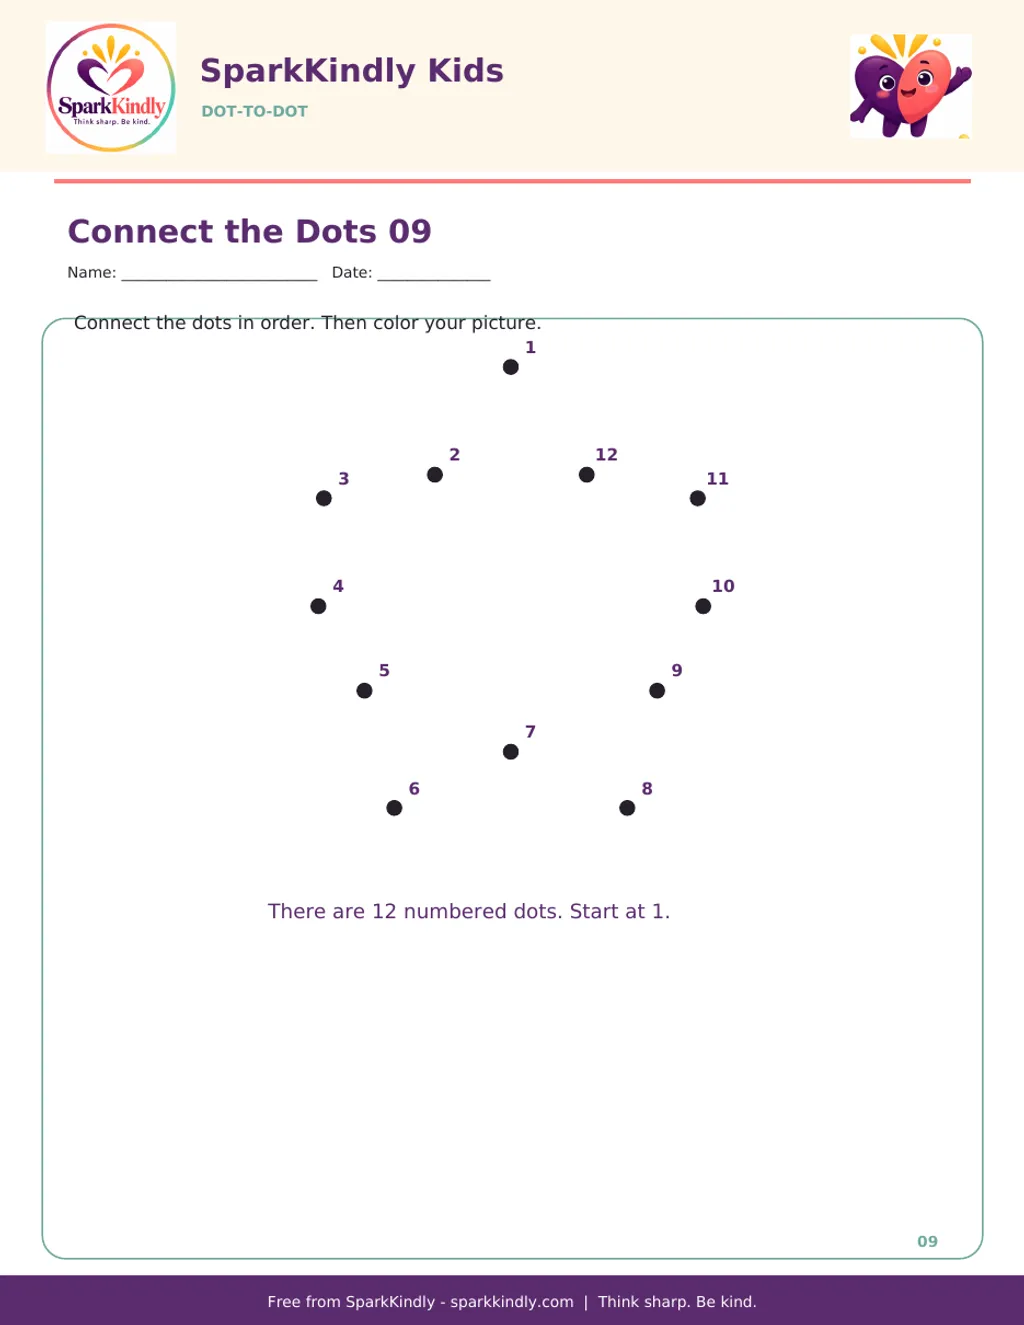 SparkKindly
Think sharp. Be kind.
SparkKindly Kids
DOT-TO-DOT
Connect the Dots 09
Name: __________________________ Date: _______________
Connect the dots in order. Then color your picture.
1
2
12
3
11
4
10
5
9
7
6
8
There are 12 numbered dots. Start at 1.
09
Free from SparkKindly - sparkkindly.com | Think sharp. Be kind.